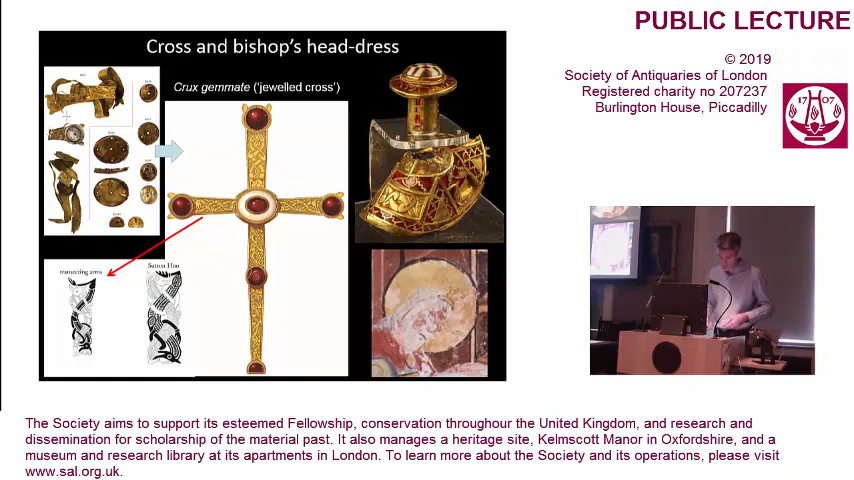 PUBLIC LECTURE
© 2019
Society of Antiquaries of London
Registered charity no 207237
Burlington House, Piccadilly
17 07
Cross and bishop's head-dress
Crux gemmate ('jewelled cross')
transecting arms
Sutton Hoo
The Society aims to support its esteemed Fellowship, conservation throughour the United Kingdom, and research and
dissemination for scholarship of the material past. It also manages a heritage site, Kelmscott Manor in Oxfordshire, and a
museum and research library at its apartments in London. To learn more about the Society and its operations, please visit
www.sal.org.uk.